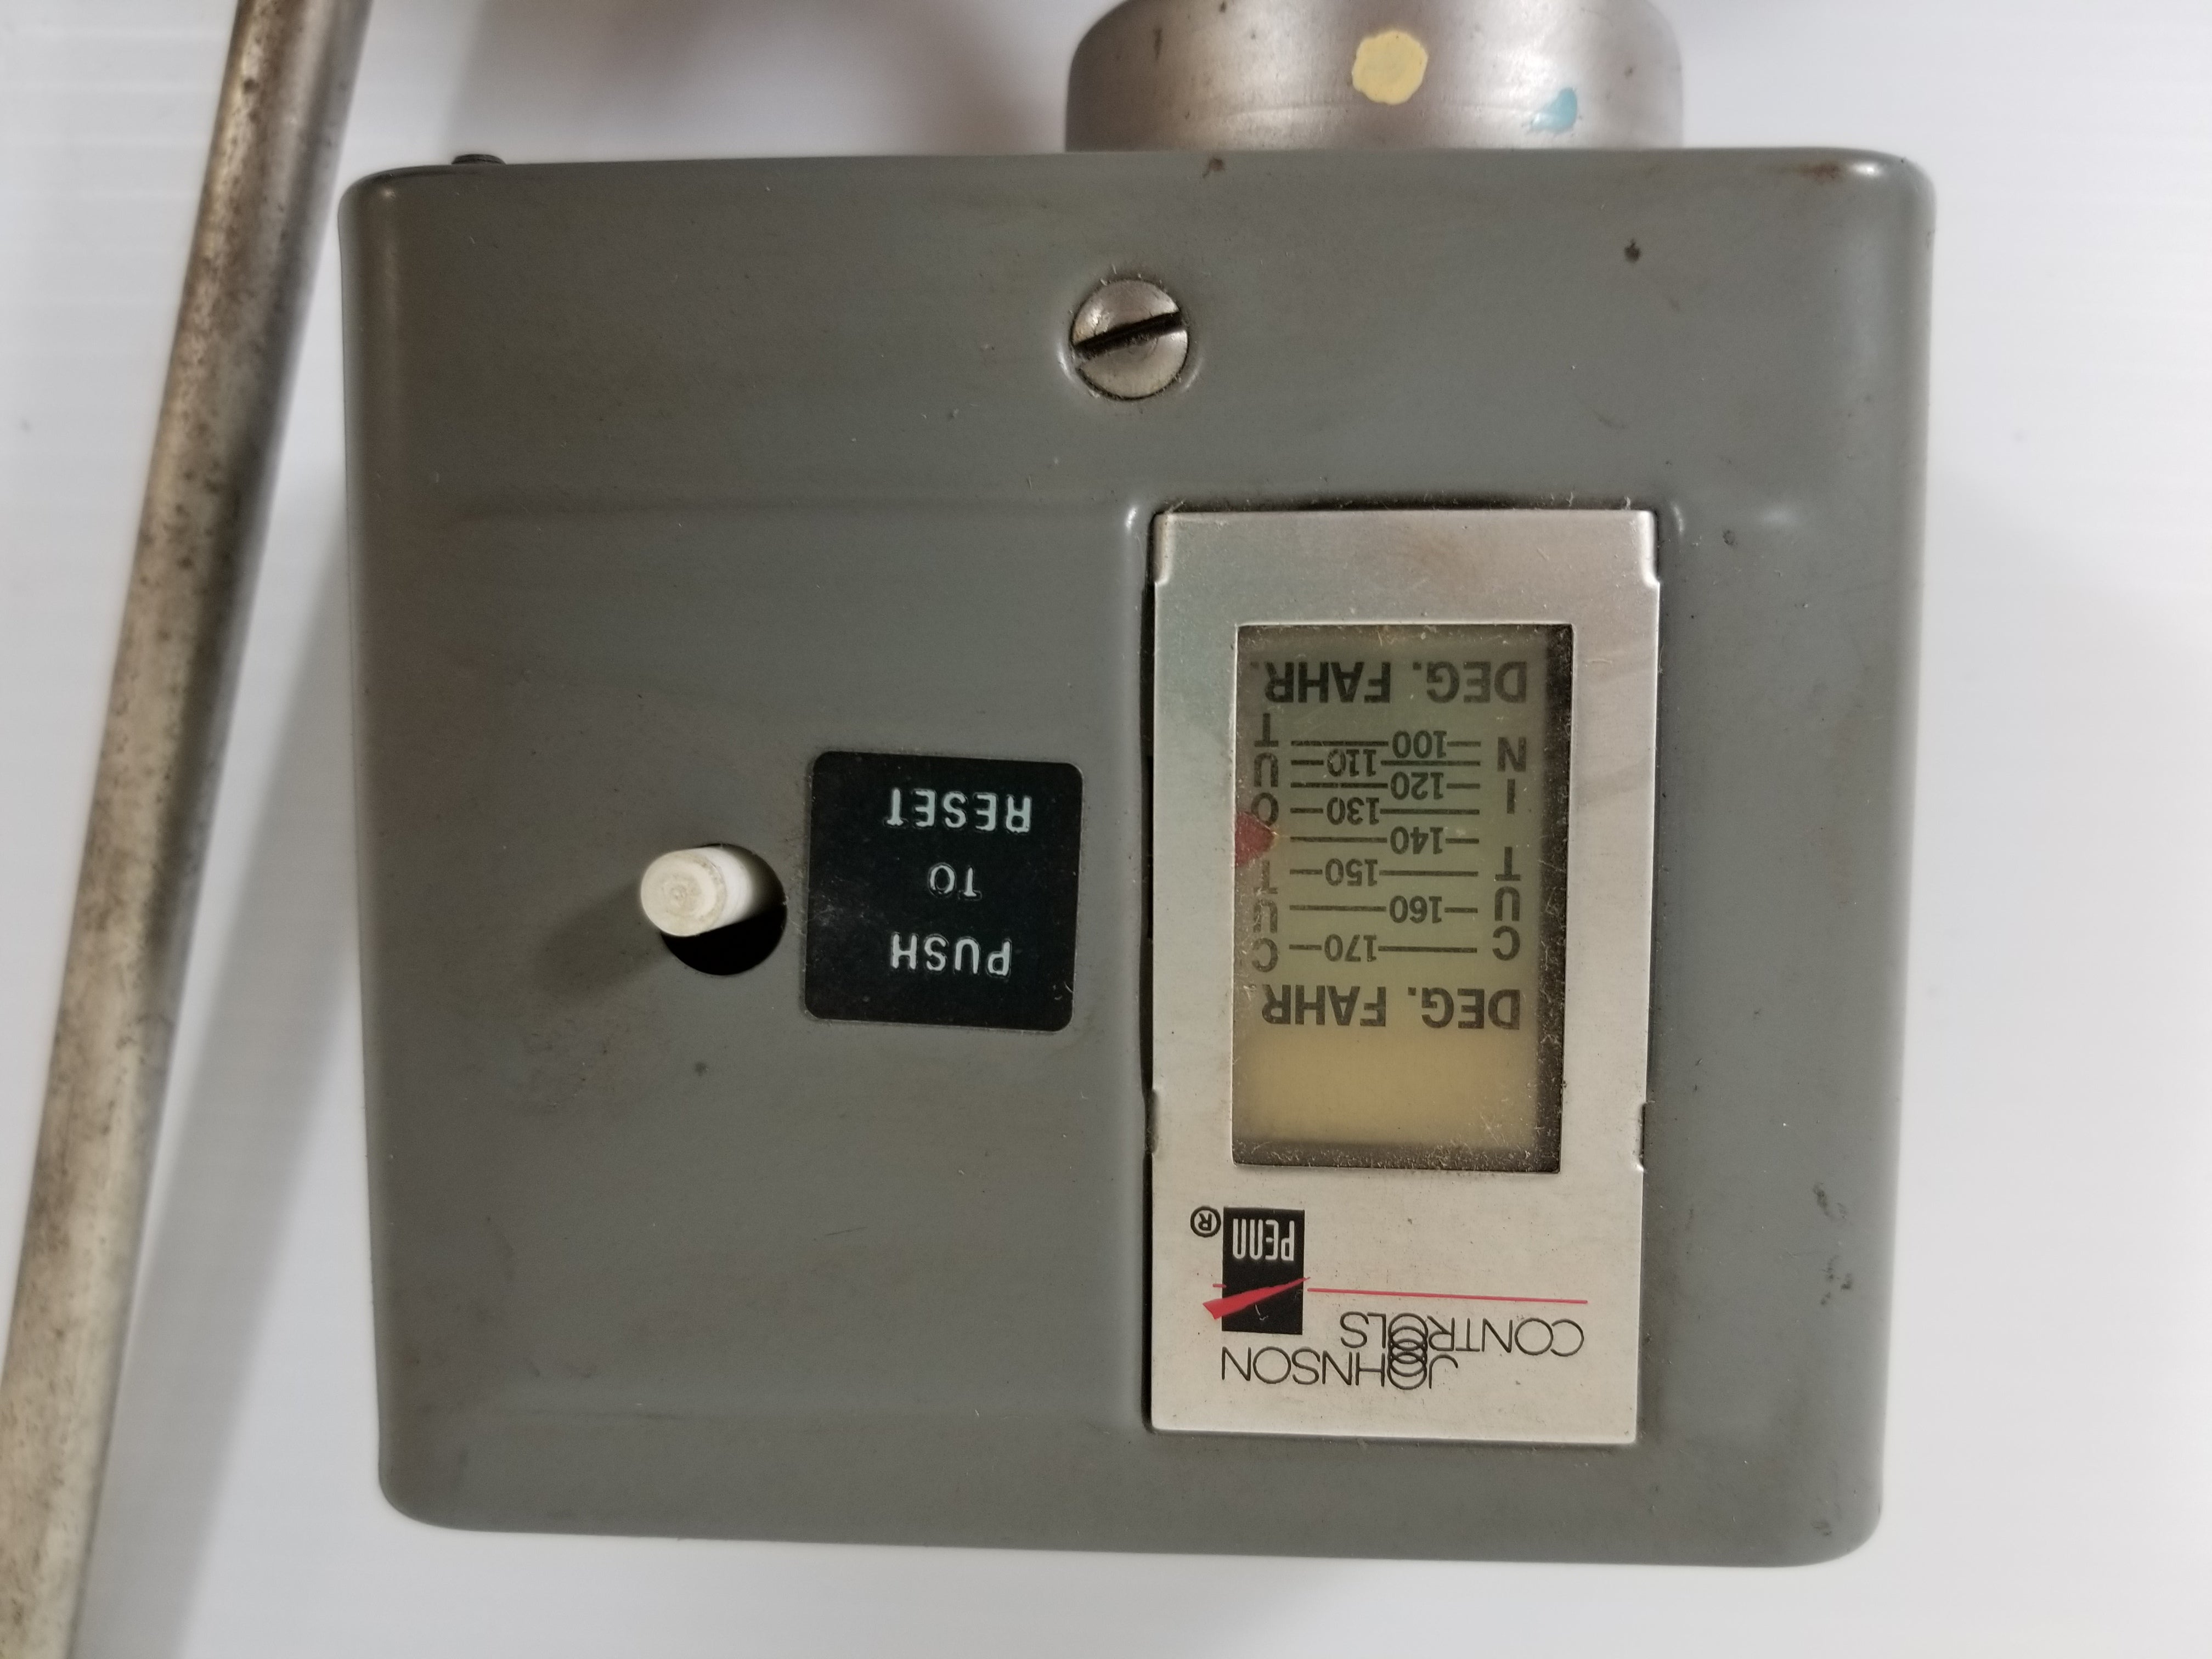 JOHNSON
CONTROLS
PENN®
DEG. FAHR.
CUT IN
CUT OUT
170
160
150
140
130
120
110
100
DEG. FAHR.
PUSH
TO
RESET